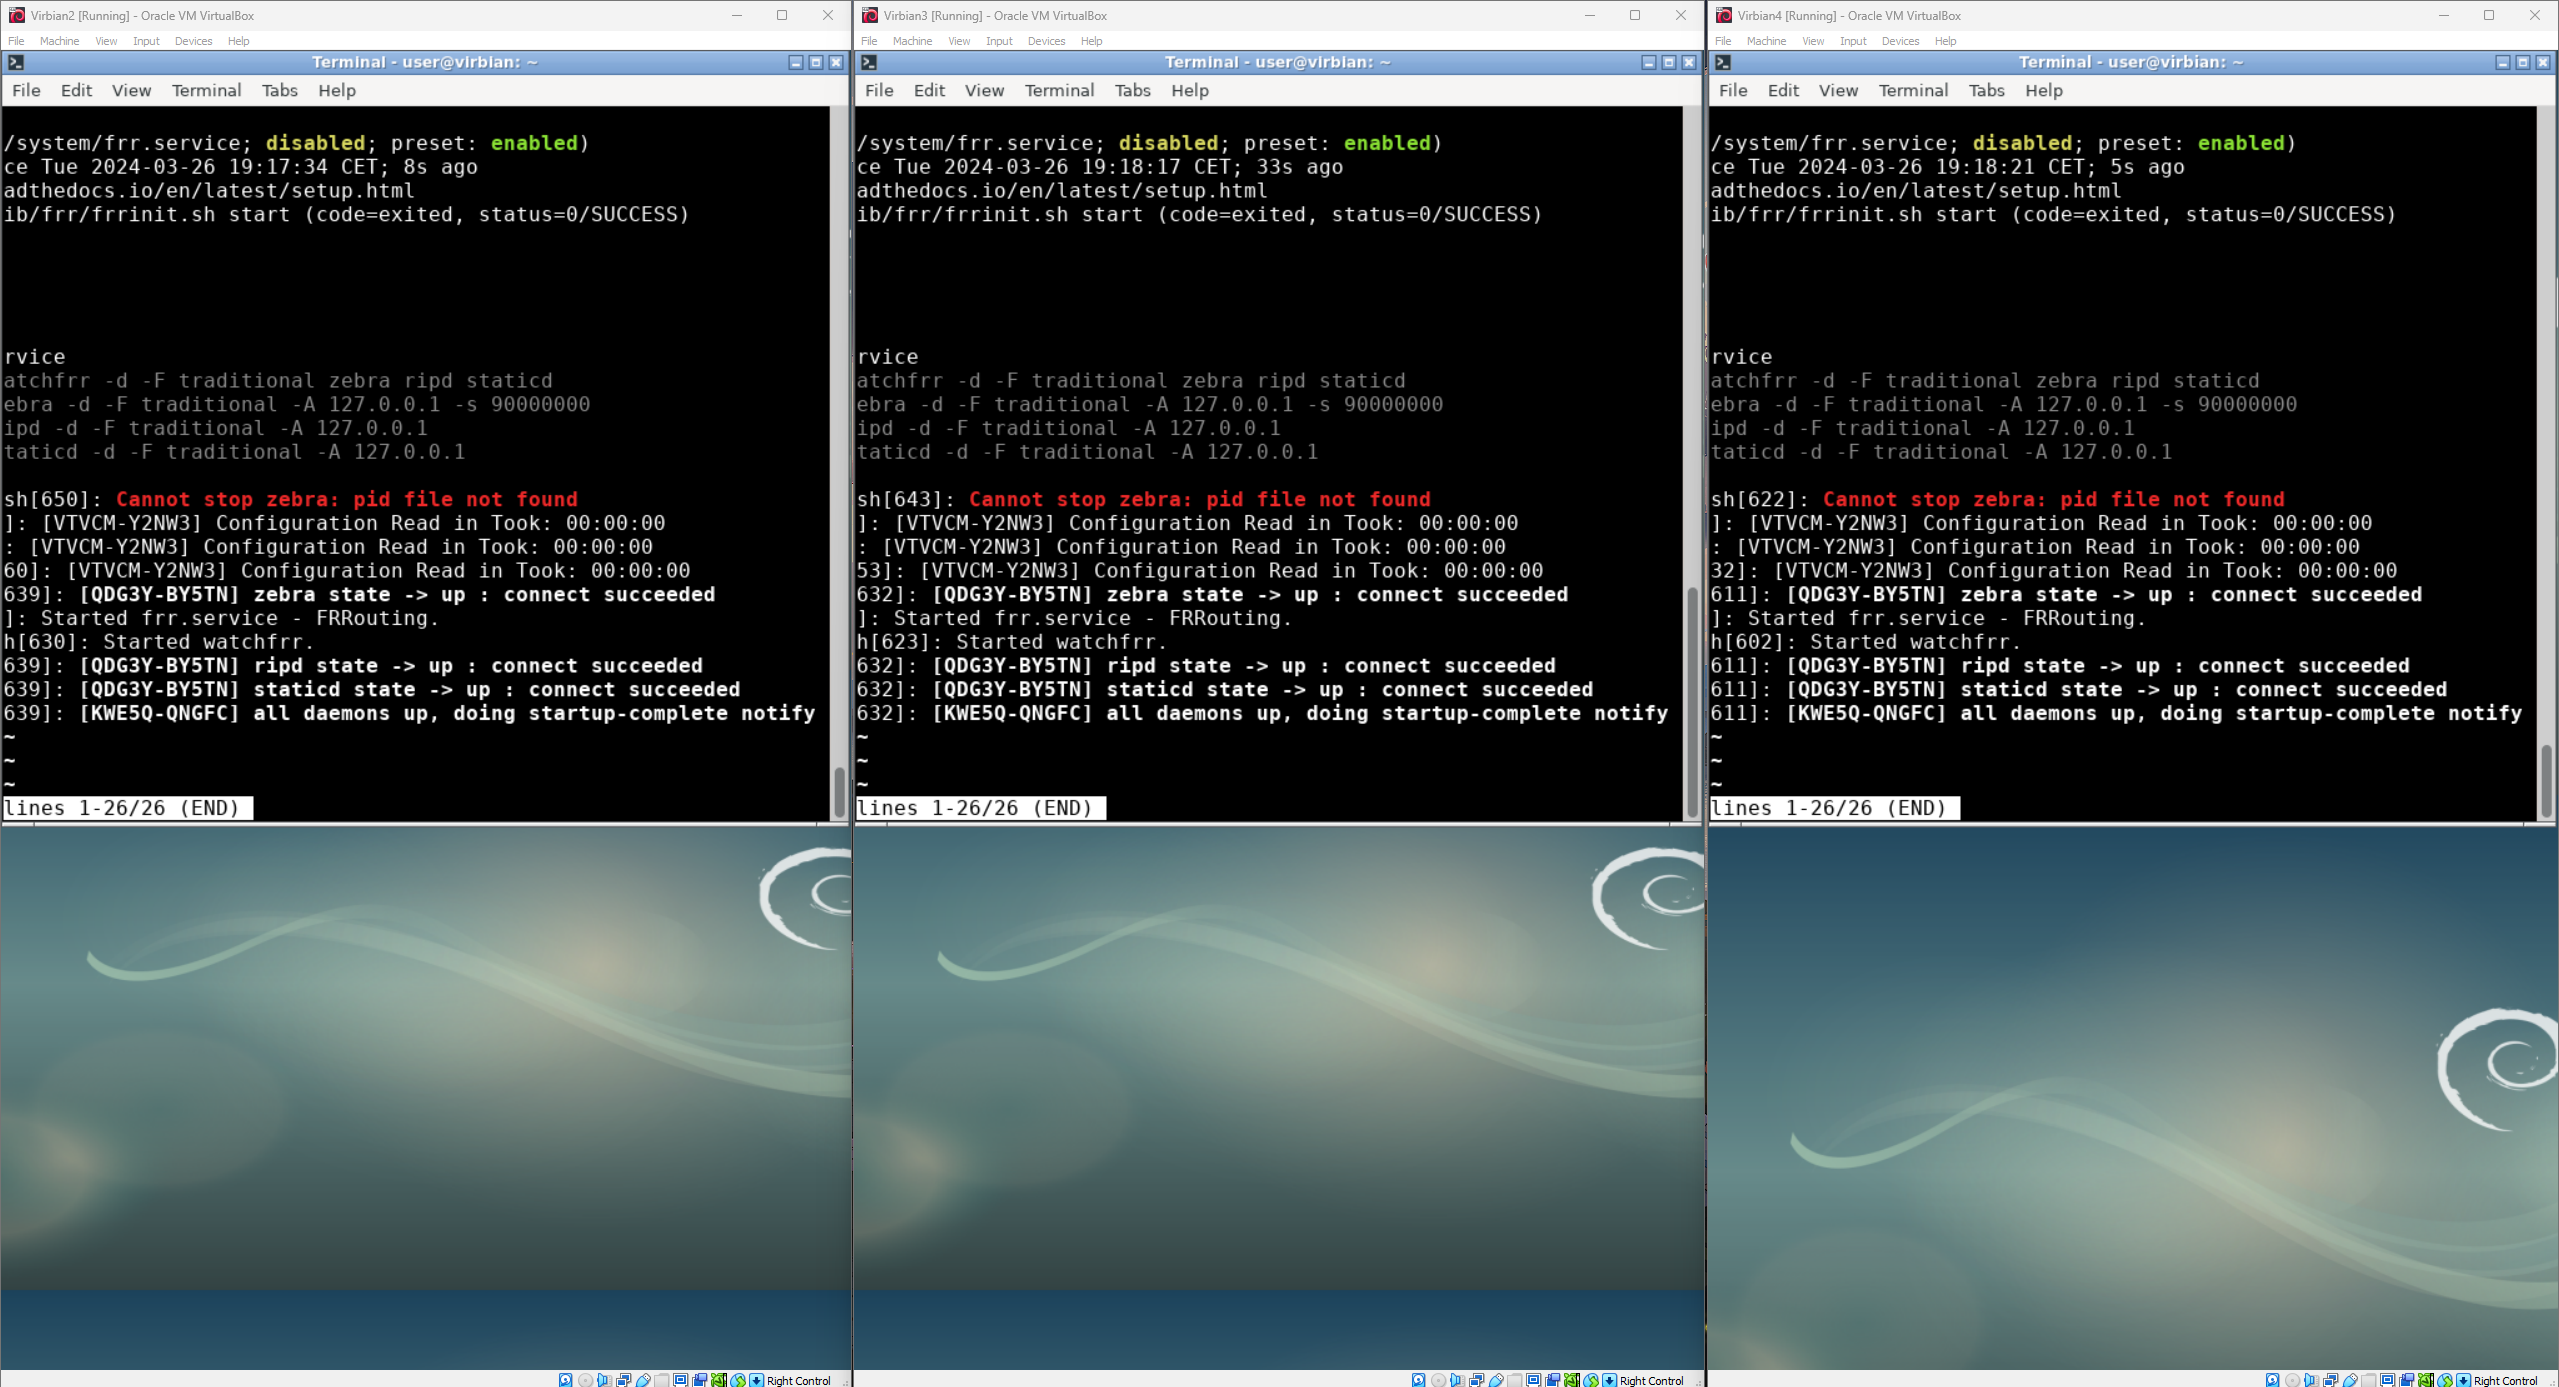 Virbian2 [Running] - Oracle VM VirtualBox
File Machine View Input Devices Help
Terminal - user@virbian: ~
File Edit View Terminal Tabs Help
/system/frr.service; disabled; preset: enabled)
ce Tue 2024-03-26 19:17:34 CET; 8s ago
adthedocs.io/en/latest/setup.html
ib/frr/frrinit.sh start (code=exited, status=0/SUCCESS)
rvice
atchfrr -d -F traditional zebra ripd staticd
ebra -d -F traditional -A 127.0.0.1 -s 90000000
ipd -d -F traditional -A 127.0.0.1
taticd -d -F traditional -A 127.0.0.1
sh[650]: Cannot stop zebra: pid file not found
]: [VTVCM-Y2NW3] Configuration Read in Took: 00:00:00
: [VTVCM-Y2NW3] Configuration Read in Took: 00:00:00
60]: [VTVCM-Y2NW3] Configuration Read in Took: 00:00:00
639]: [QDG3Y-BY5TN] zebra state -> up : connect succeeded
]: Started frr.service - FRRouting.
h[630]: Started watchfrr.
639]: [QDG3Y-BY5TN] ripd state -> up : connect succeeded
639]: [QDG3Y-BY5TN] staticd state -> up : connect succeeded
639]: [KWE5Q-QNGFC] all daemons up, doing startup-complete notify
~
~
~
lines 1-26/26 (END)
Right Control
Virbian3 [Running] - Oracle VM VirtualBox
File Machine View Input Devices Help
Terminal - user@virbian: ~
File Edit View Terminal Tabs Help
/system/frr.service; disabled; preset: enabled)
ce Tue 2024-03-26 19:18:17 CET; 33s ago
adthedocs.io/en/latest/setup.html
ib/frr/frrinit.sh start (code=exited, status=0/SUCCESS)
rvice
atchfrr -d -F traditional zebra ripd staticd
ebra -d -F traditional -A 127.0.0.1 -s 90000000
ipd -d -F traditional -A 127.0.0.1
taticd -d -F traditional -A 127.0.0.1
sh[643]: Cannot stop zebra: pid file not found
]: [VTVCM-Y2NW3] Configuration Read in Took: 00:00:00
: [VTVCM-Y2NW3] Configuration Read in Took: 00:00:00
53]: [VTVCM-Y2NW3] Configuration Read in Took: 00:00:00
632]: [QDG3Y-BY5TN] zebra state -> up : connect succeeded
]: Started frr.service - FRRouting.
h[623]: Started watchfrr.
632]: [QDG3Y-BY5TN] ripd state -> up : connect succeeded
632]: [QDG3Y-BY5TN] staticd state -> up : connect succeeded
632]: [KWE5Q-QNGFC] all daemons up, doing startup-complete notify
~
~
~
lines 1-26/26 (END)
Right Control
Virbian4 [Running] - Oracle VM VirtualBox
File Machine View Input Devices Help
Terminal - user@virbian: ~
File Edit View Terminal Tabs Help
/system/frr.service; disabled; preset: enabled)
ce Tue 2024-03-26 19:18:21 CET; 5s ago
adthedocs.io/en/latest/setup.html
ib/frr/frrinit.sh start (code=exited, status=0/SUCCESS)
rvice
atchfrr -d -F traditional zebra ripd staticd
ebra -d -F traditional -A 127.0.0.1 -s 90000000
ipd -d -F traditional -A 127.0.0.1
taticd -d -F traditional -A 127.0.0.1
sh[622]: Cannot stop zebra: pid file not found
]: [VTVCM-Y2NW3] Configuration Read in Took: 00:00:00
: [VTVCM-Y2NW3] Configuration Read in Took: 00:00:00
32]: [VTVCM-Y2NW3] Configuration Read in Took: 00:00:00
611]: [QDG3Y-BY5TN] zebra state -> up : connect succeeded
]: Started frr.service - FRRouting.
h[602]: Started watchfrr.
611]: [QDG3Y-BY5TN] ripd state -> up : connect succeeded
611]: [QDG3Y-BY5TN] staticd state -> up : connect succeeded
611]: [KWE5Q-QNGFC] all daemons up, doing startup-complete notify
~
~
~
lines 1-26/26 (END)
Right Control